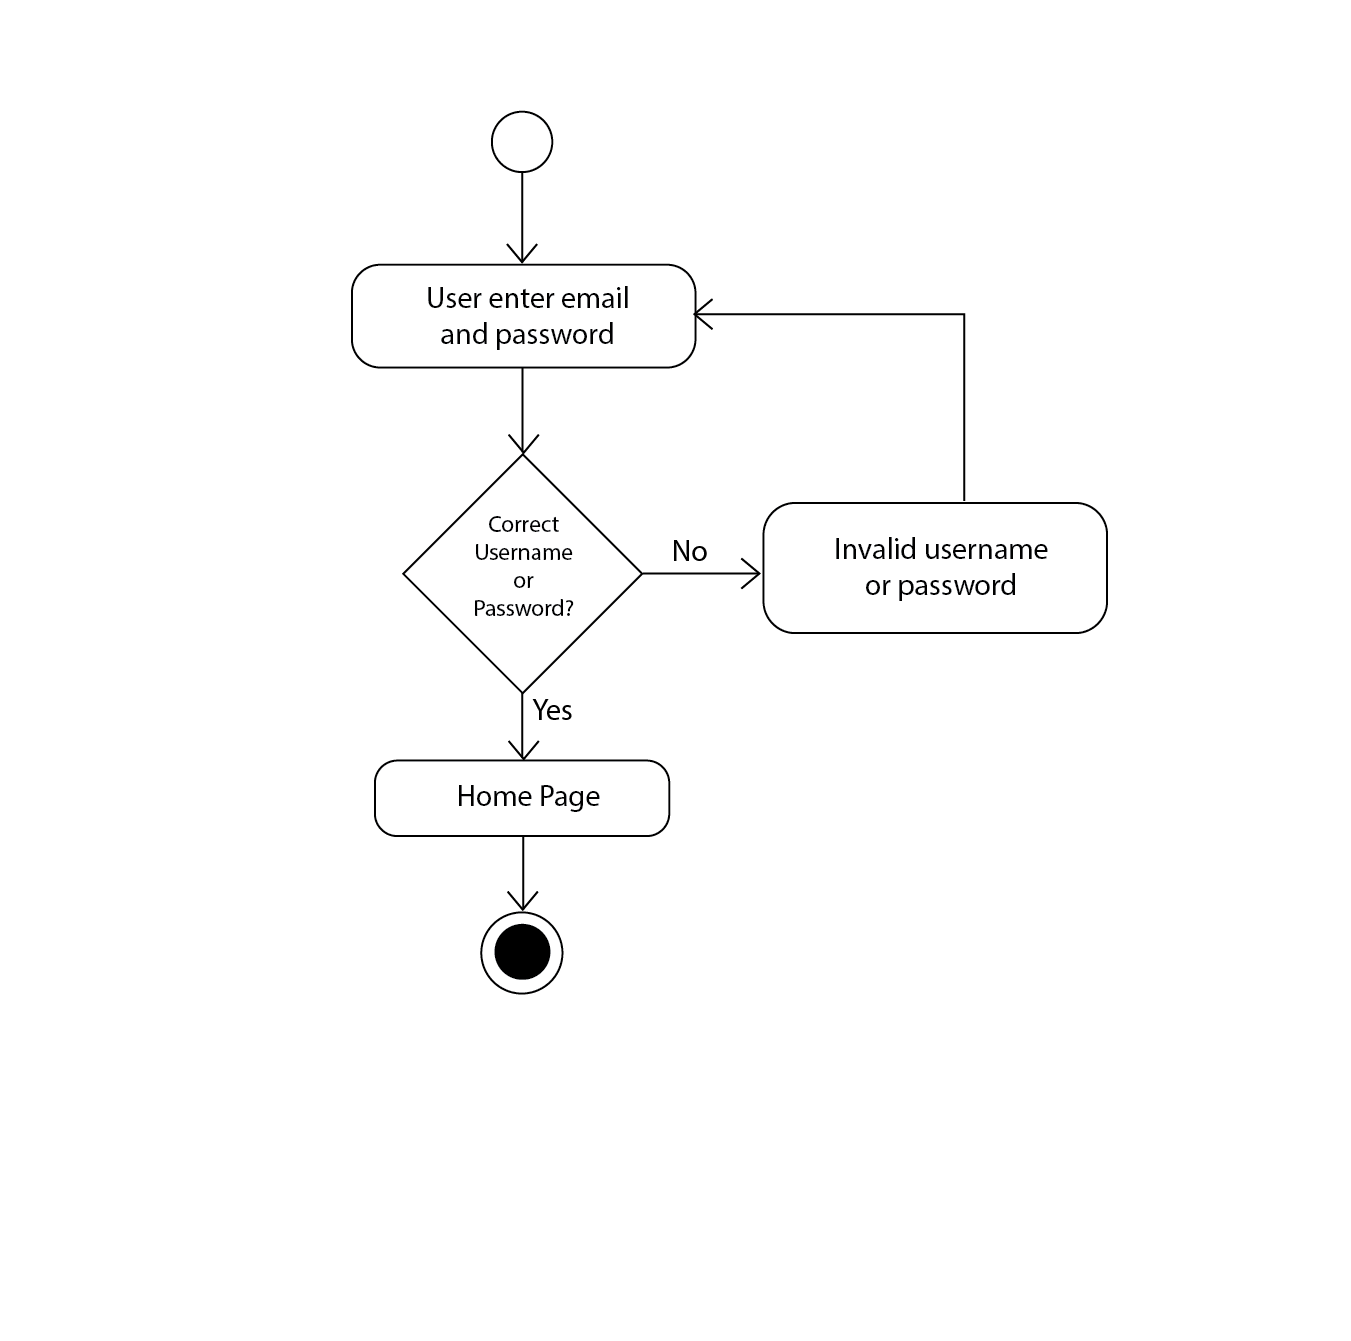 User enter email
and password
Correct
Username
or
Password?
No
Invalid username
or password
Yes
Home Page